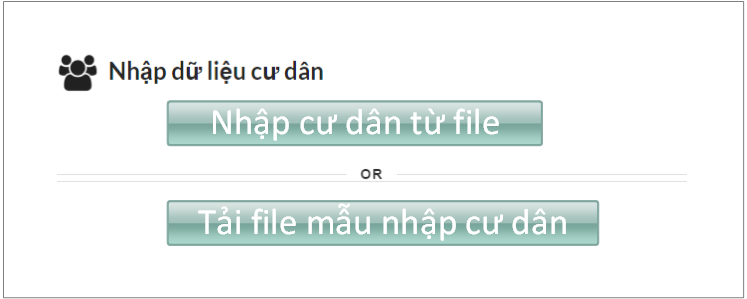 Nhập dữ liệu cư dân
Nhập cư dân từ file
OR
Tải file mẫu nhập cư dân